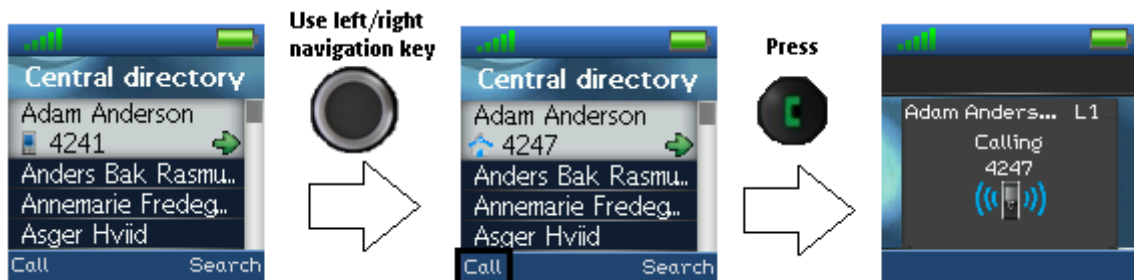 Central directory
Adam Anderson
4241
Anders Bak Rasmu..
Annemarie Fredeg..
Asger Hviid
Call Search
Use left/right
navigation key
Central directory
Adam Anderson
4247
Anders Bak Rasmu..
Annemarie Fredeg..
Asger Hviid
Call Search
Press
Adam Anders... L1
Calling
4247